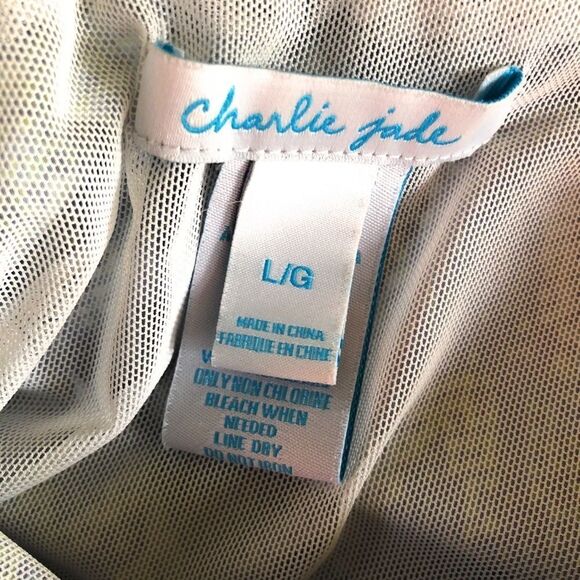 charlie jade
L/G
MADE IN CHINA
FABRIQUE EN CHINE
ONLY NON CHLORINE
BLEACH WHEN
NEEDED
LINE DRY
DO NOT IRON